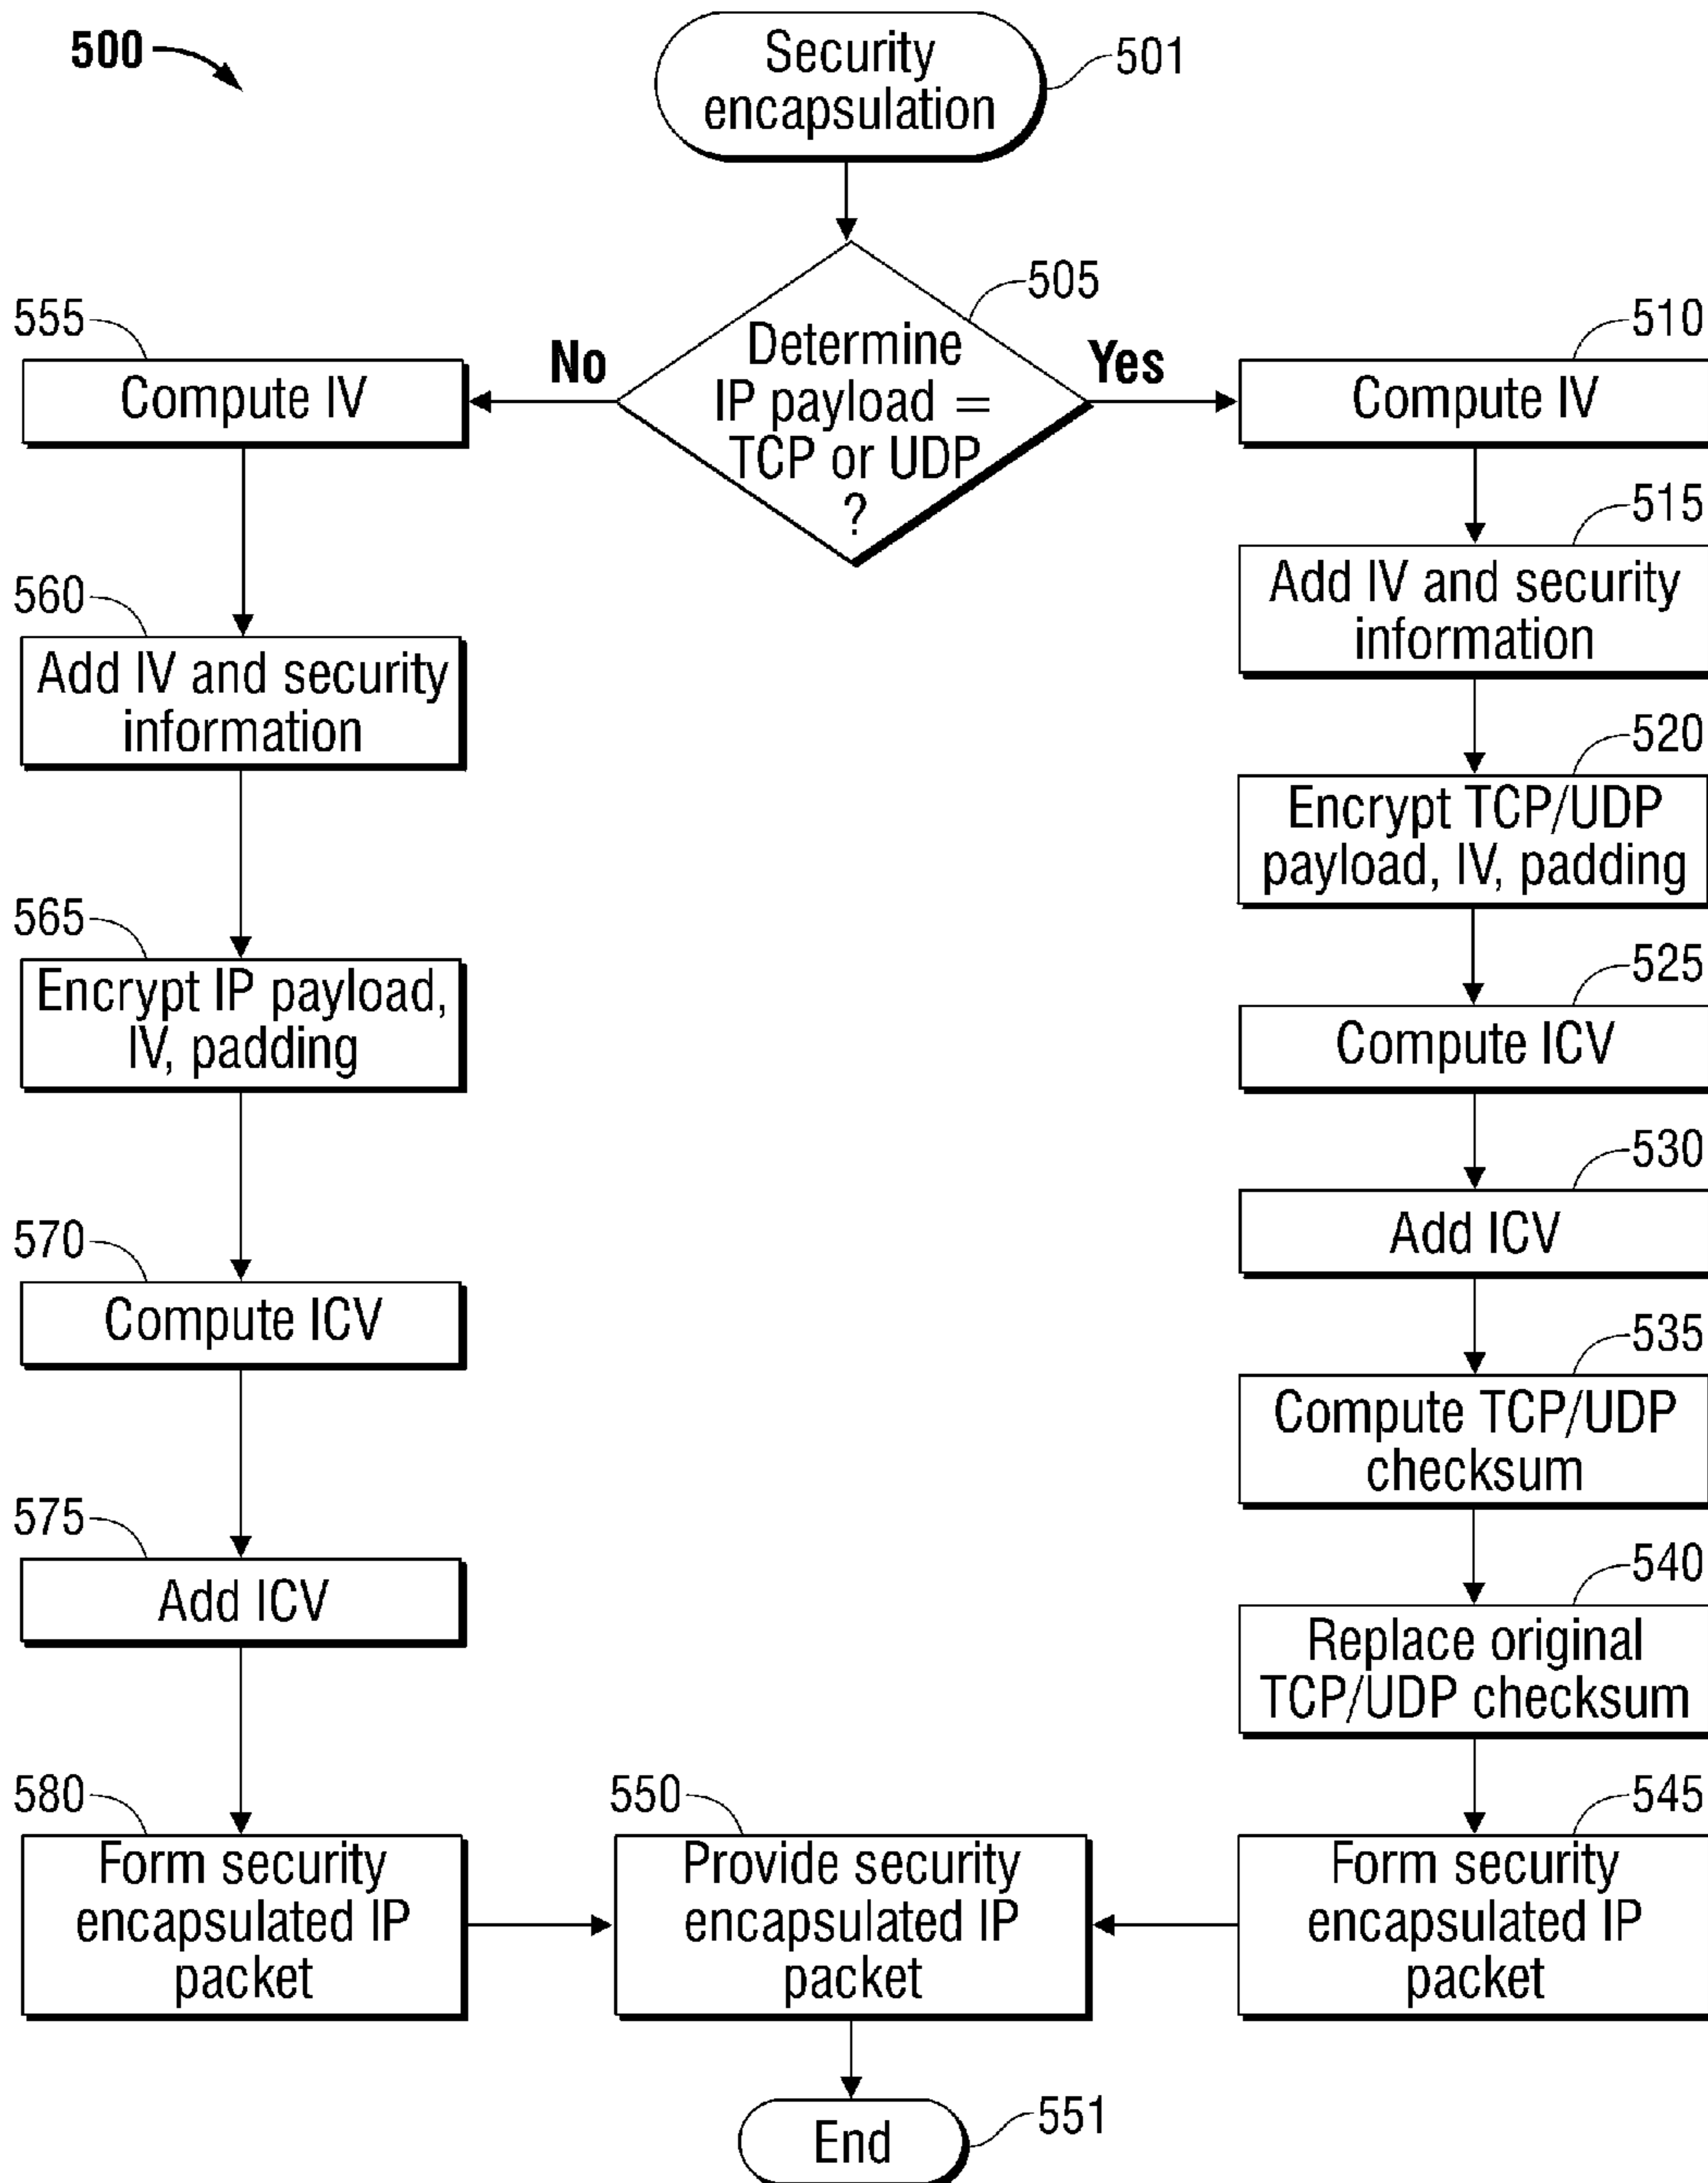 500
Security
encapsulation
501
505
Determine
IP payload =
TCP or UDP
?
No
Yes
555
Compute IV
560
Add IV and security
information
565
Encrypt IP payload,
IV, padding
570
Compute ICV
575
Add ICV
580
Form security
encapsulated IP
packet
510
Compute IV
515
Add IV and security
information
520
Encrypt TCP/UDP
payload, IV, padding
525
Compute ICV
530
Add ICV
535
Compute TCP/UDP
checksum
540
Replace original
TCP/UDP checksum
545
Form security
encapsulated IP
packet
550
Provide security
encapsulated IP
packet
End
551